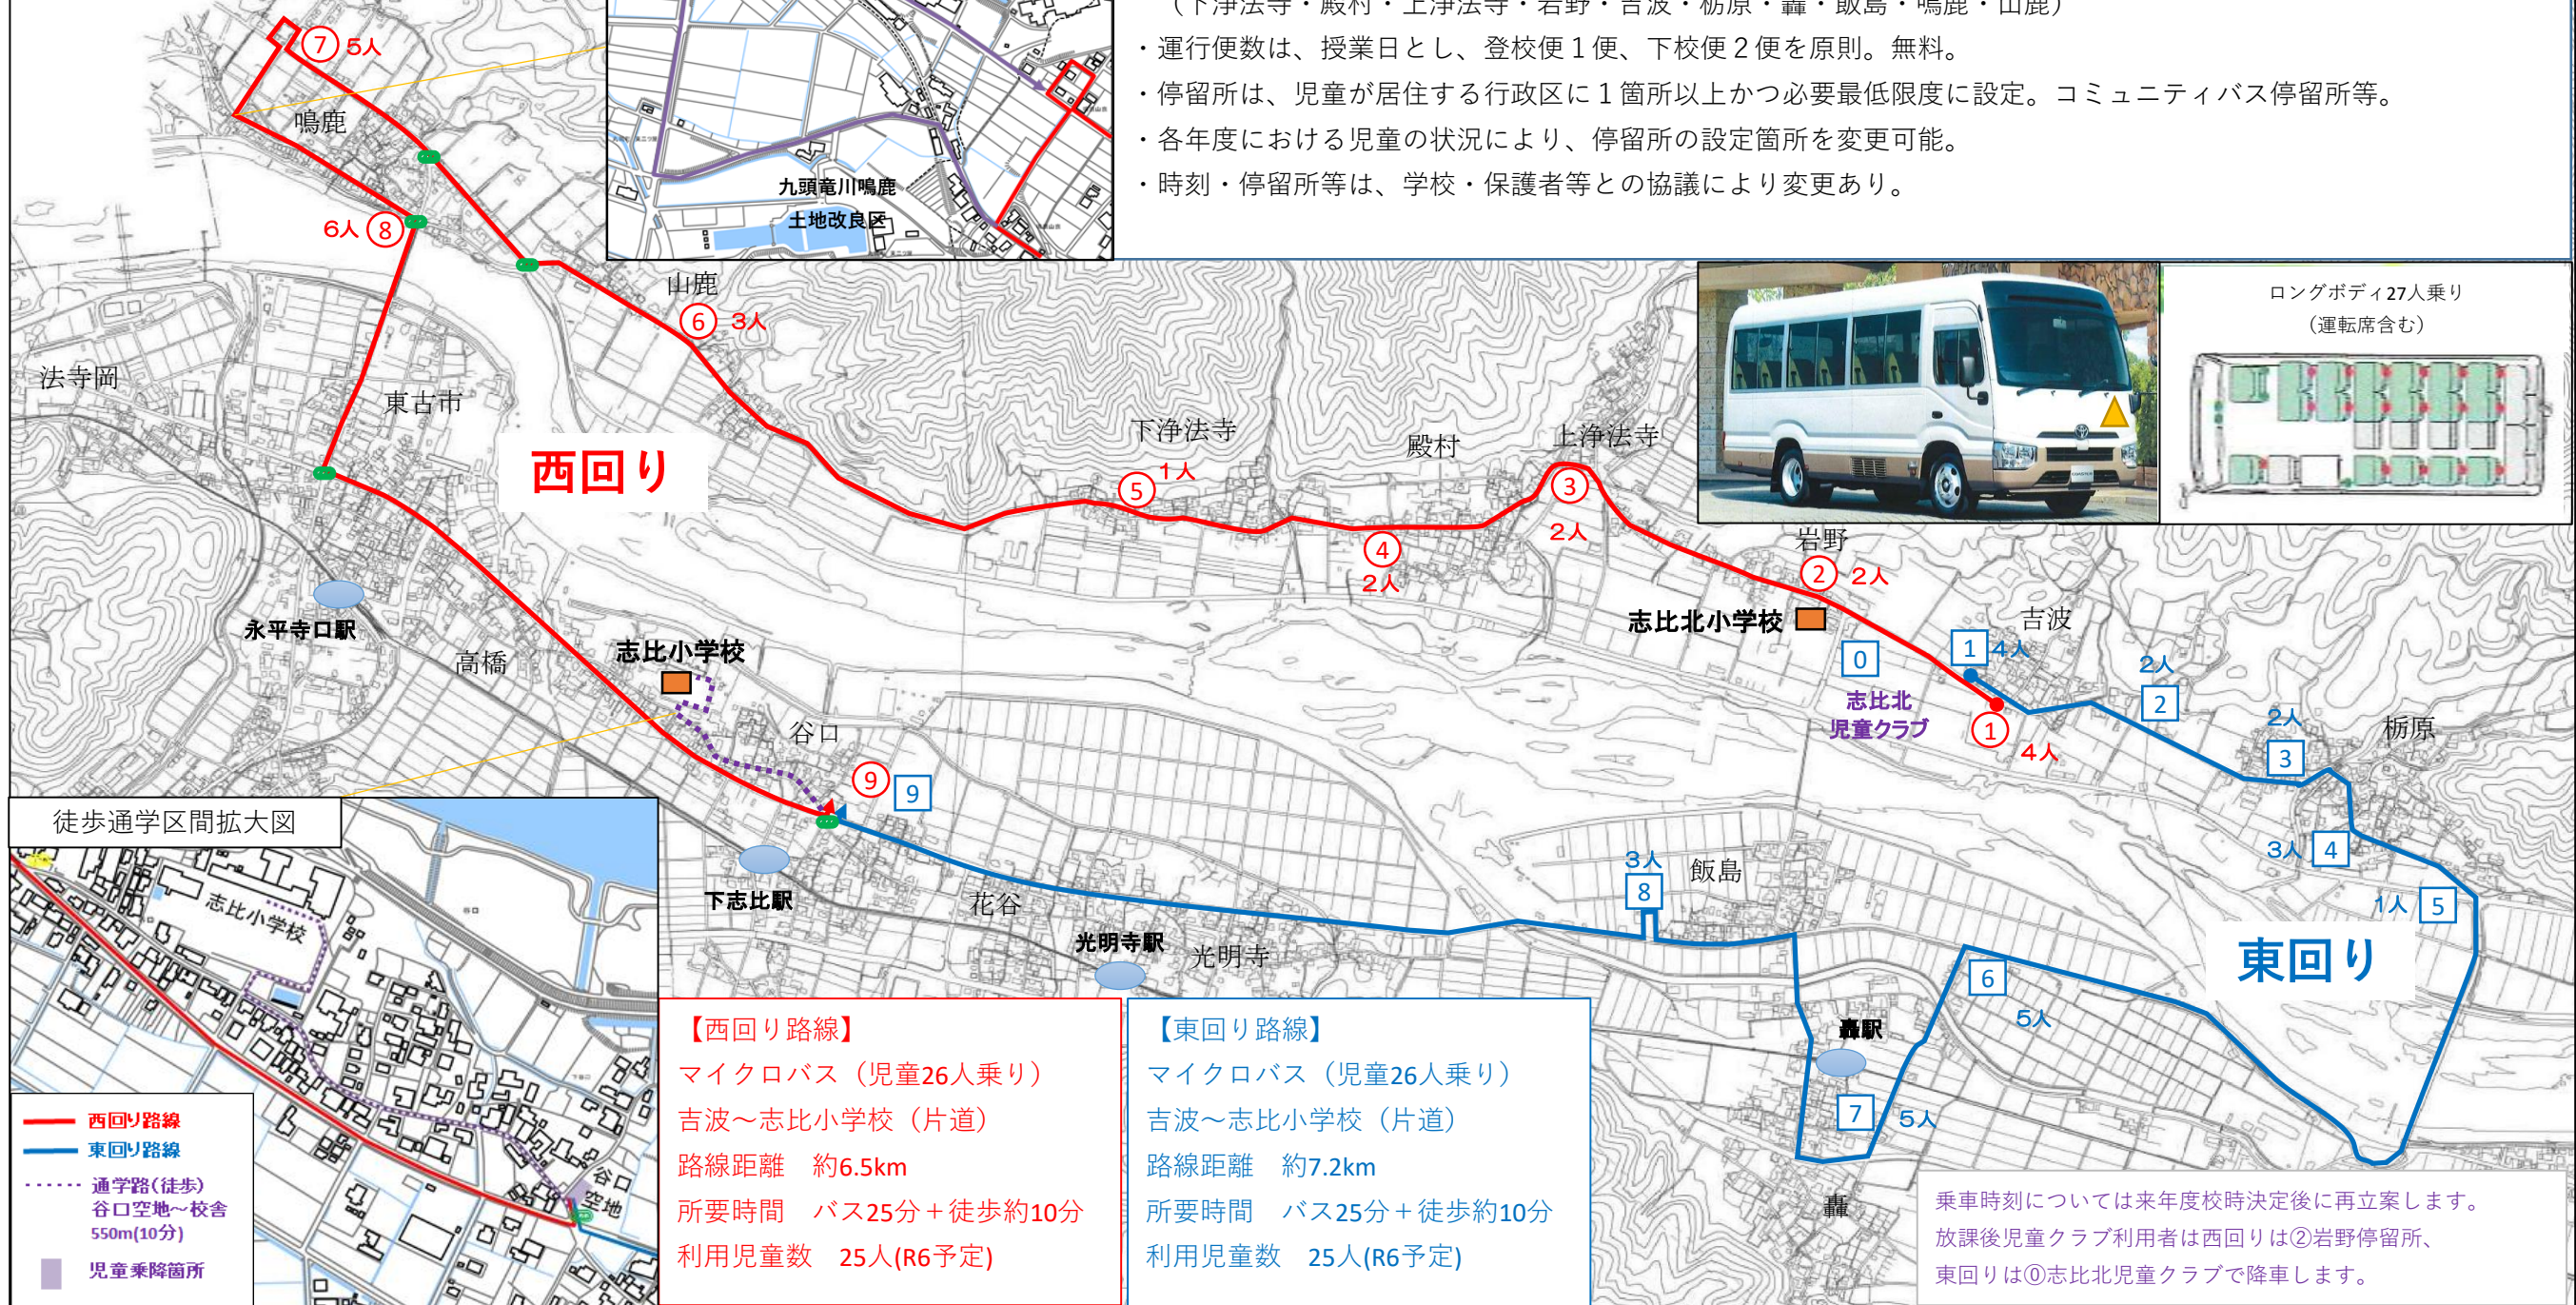 （下浄法寺・殿村・上浄法寺・岩野・吉波・栃原・轟・飯島・鳴鹿・山鹿）
・運行便数は、授業日とし、登校便１便、下校便２便を原則。無料。
・停留所は、児童が居住する行政区に１箇所以上かつ必要最低限度に設定。コミュニティバス停留所等。
・各年度における児童の状況により、停留所の設定箇所を変更可能。
・時刻・停留所等は、学校・保護者等との協議により変更あり。
⑦ 5人
鳴鹿
6人 ⑧
九頭竜川鳴鹿
土地改良区
山鹿
⑥ 3人
法寺岡
東古市
西回り
下浄法寺
⑤ 1人
殿村
④
2人
上浄法寺
③
2人
ロングボディ27人乗り
（運転席含む）
岩野
② 2人
志比北小学校
吉波
0
1 4人
志比北
児童クラブ
①
4人
2人
2
2人
3
栃原
3人 4
1人 5
東回り
永平寺口駅
高橋
志比小学校
谷口
⑨ 9
下志比駅
花谷
光明寺駅
光明寺
3人
8
飯島
6
5人
轟駅
7
5人
轟
徒歩通学区間拡大図
志比小学校
谷口
谷口
空地
西回り路線
東回り路線
通学路(徒歩)
谷口空地～校舎
550m(10分)
児童乗降箇所
【西回り路線】
マイクロバス（児童26人乗り）
吉波～志比小学校（片道）
路線距離　約6.5km
所要時間　バス25分＋徒歩約10分
利用児童数　25人(R6予定)
【東回り路線】
マイクロバス（児童26人乗り）
吉波～志比小学校（片道）
路線距離　約7.2km
所要時間　バス25分＋徒歩約10分
利用児童数　25人(R6予定)
乗車時刻については来年度校時決定後に再立案します。
放課後児童クラブ利用者は西回りは②岩野停留所、
東回りは⓪志比北児童クラブで降車します。